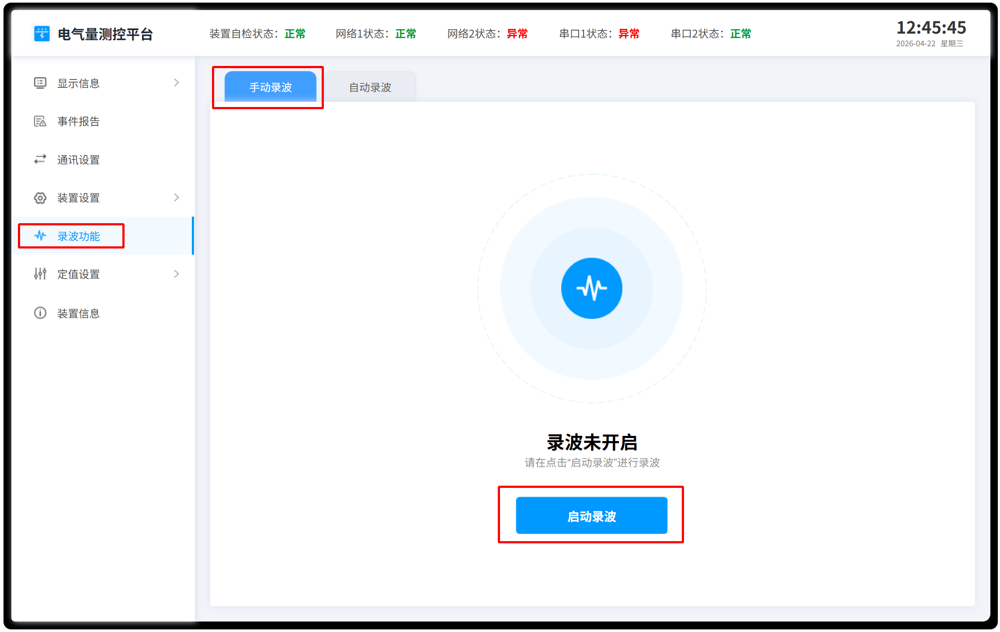 电气量测控平台
装置自检状态：正常
网络1状态：正常
网络2状态：异常
串口1状态：异常
串口2状态：正常
12:45:45
2026-04-22 星期三
显示信息
事件报告
通讯设置
装置设置
录波功能
定值设置
装置信息
手动录波
自动录波
录波未开启
请在点击“启动录波”进行录波
启动录波